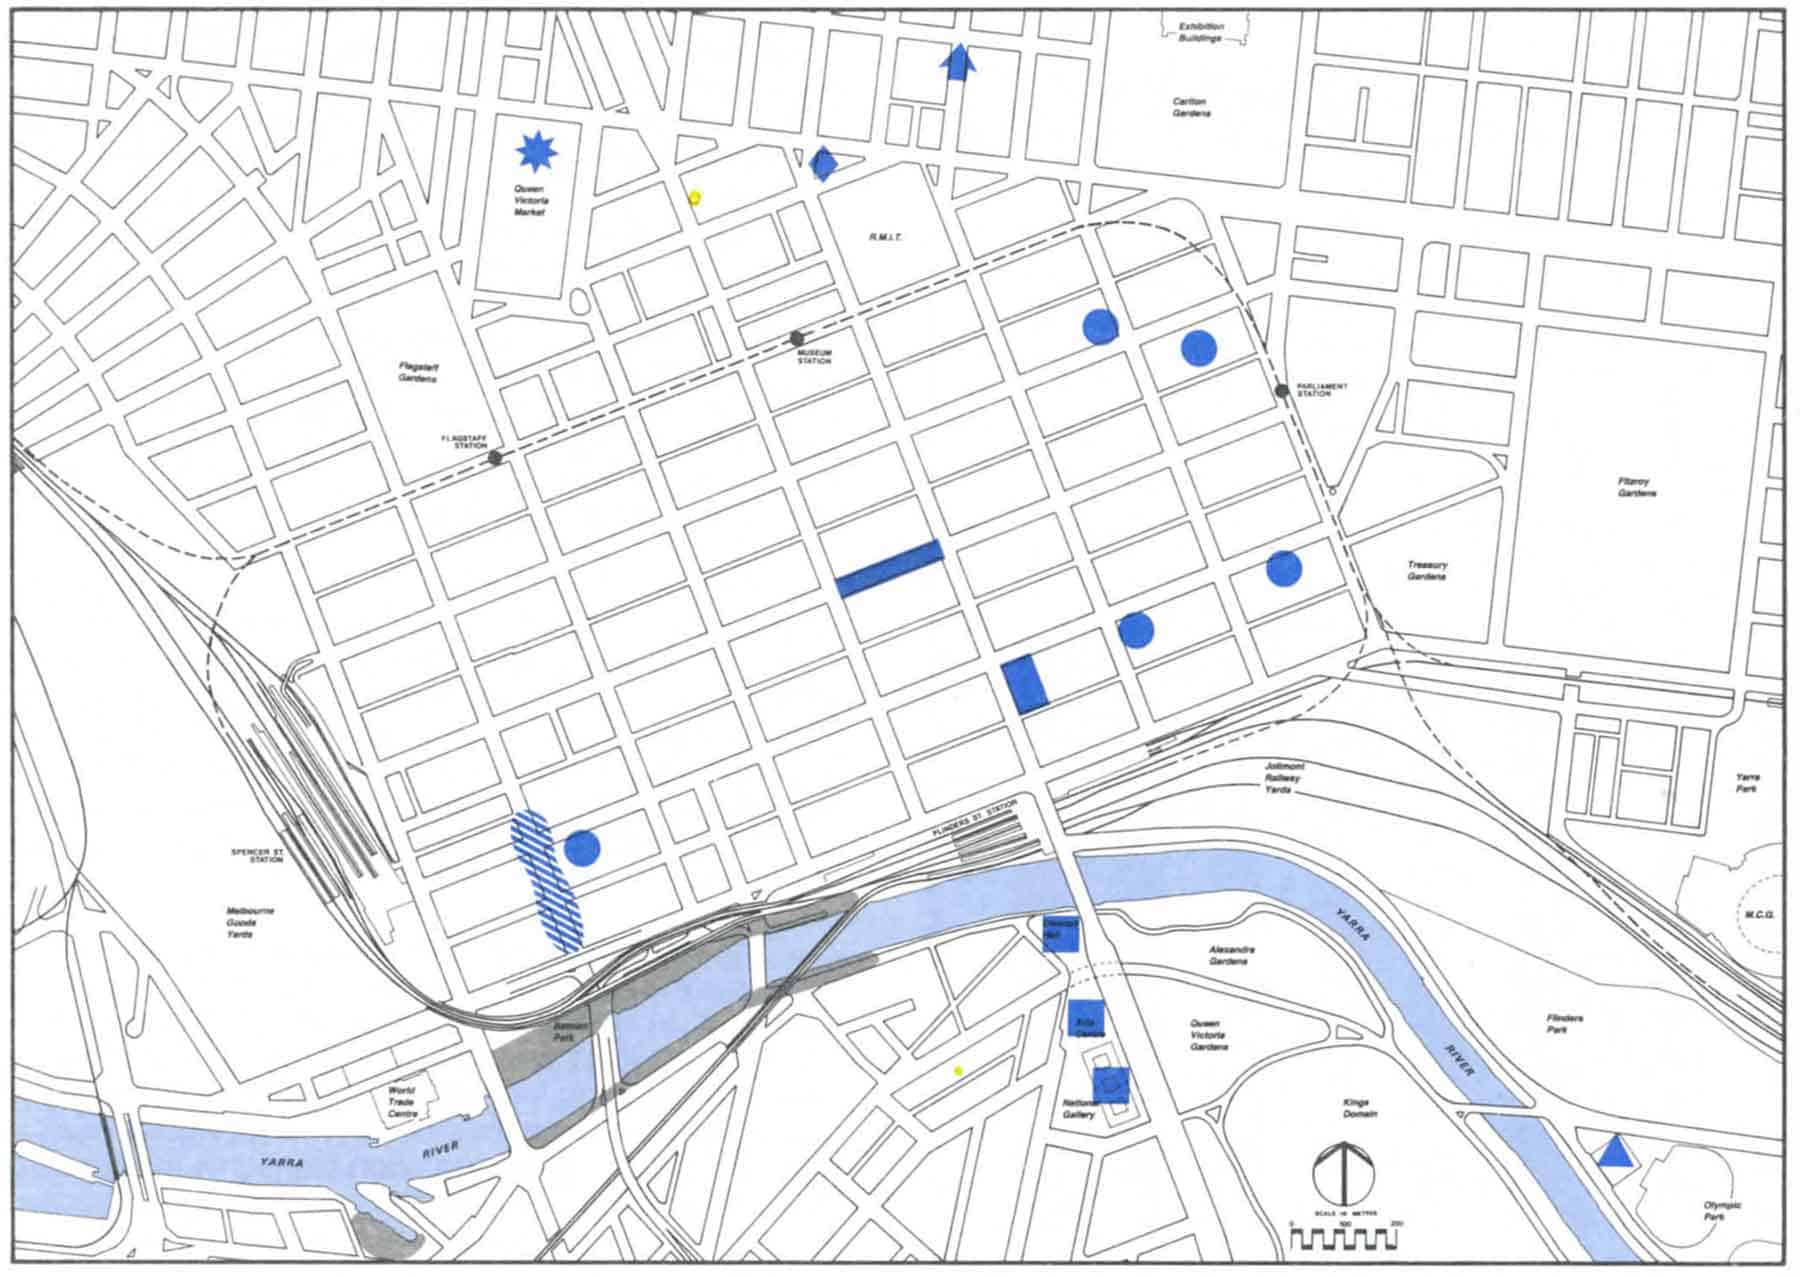 Exhibition
Buildings
Carlton
Gardens
Queen
Victoria
Market
R.M.I.T.
MUSEUM
STATION
Flagstaff
Gardens
PARLIAMENT
STATION
FLAGSTAFF
STATION
Fitzroy
Gardens
Treasury
Gardens
Jolimont
Railway
Yards
Yarra
Park
FLINDERS ST. STATION
SPENCER ST.
STATION
Melbourne
Goods
Yards
M.C.G.
YARRA
Hall
Alexandra
Gardens
Batman
Park
Arts
Centre
Queen
Victoria
Gardens
Flinders
Park
RIVER
World
Trade
Centre
National
Gallery
Kings
Domain
YARRA
RIVER
SCALE IN METRES
0
200
Olympic
Park